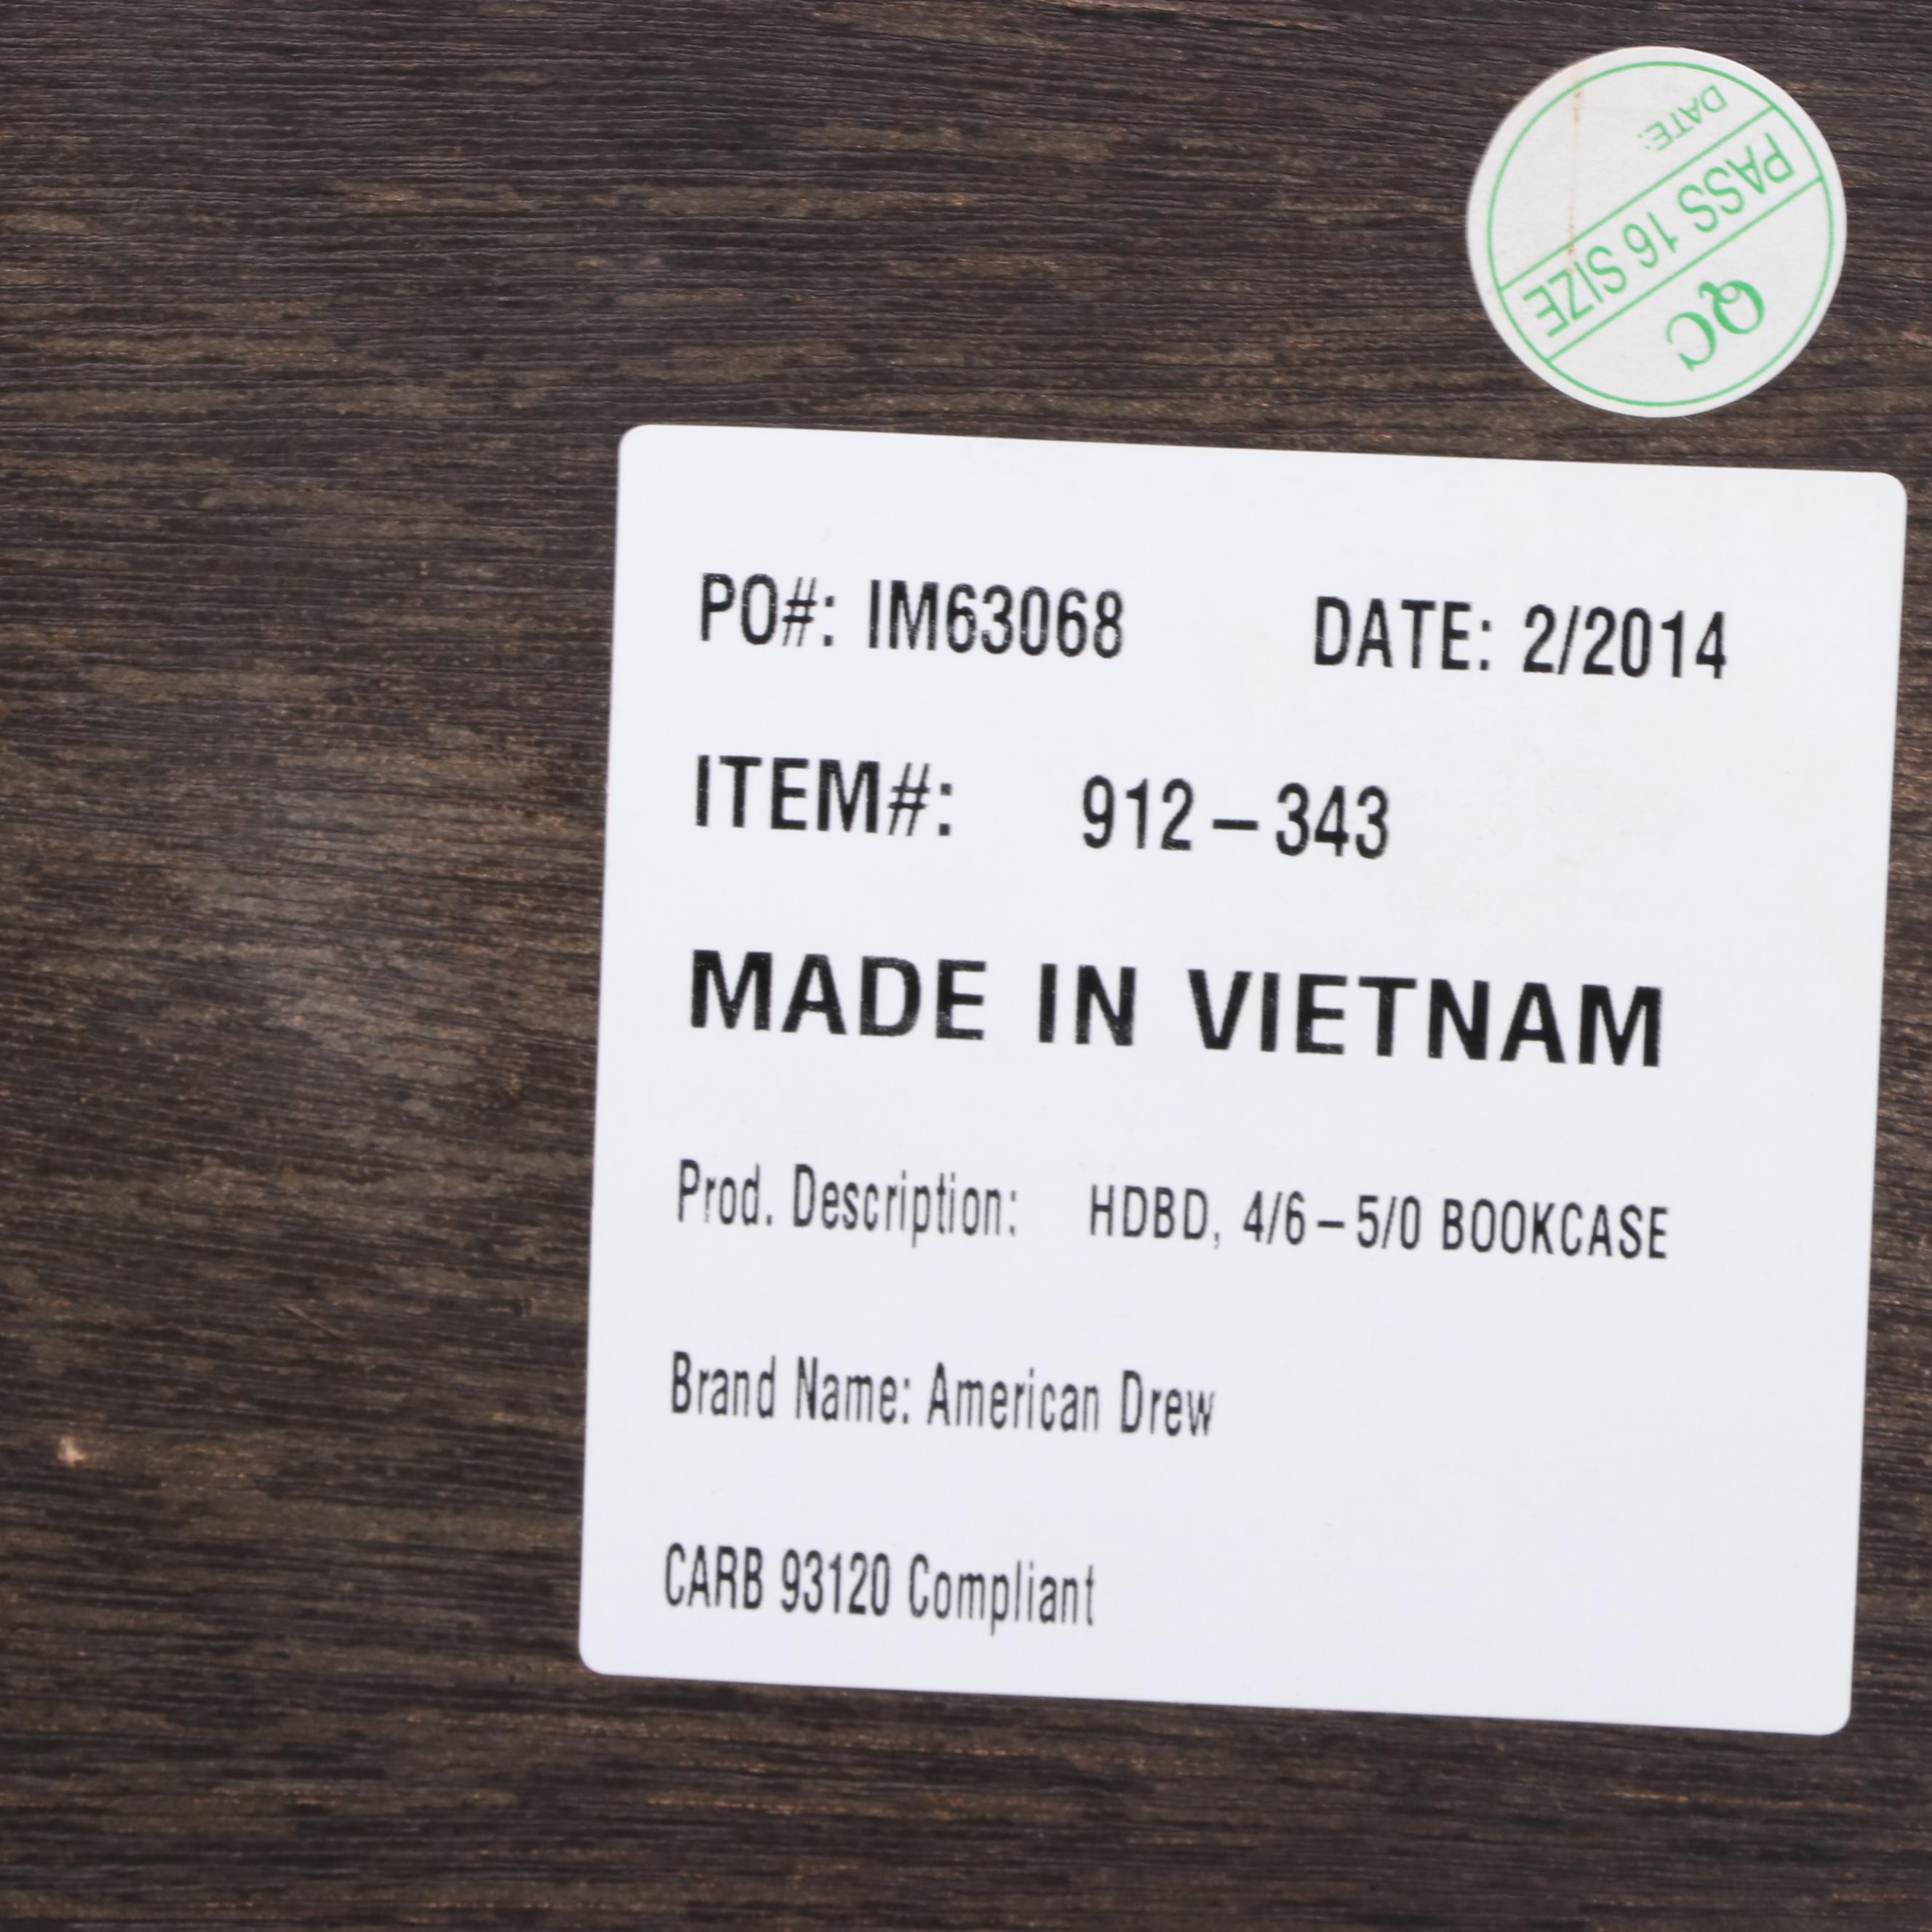 DATE:
PASS 16 SIZE
QC
PO#: IM63068 DATE: 2/2014
ITEM#: 912-343
MADE IN VIETNAM
Prod. Description: HDBD, 4/6-5/0 BOOKCASE
Brand Name: American Drew
CARB 93120 Compliant